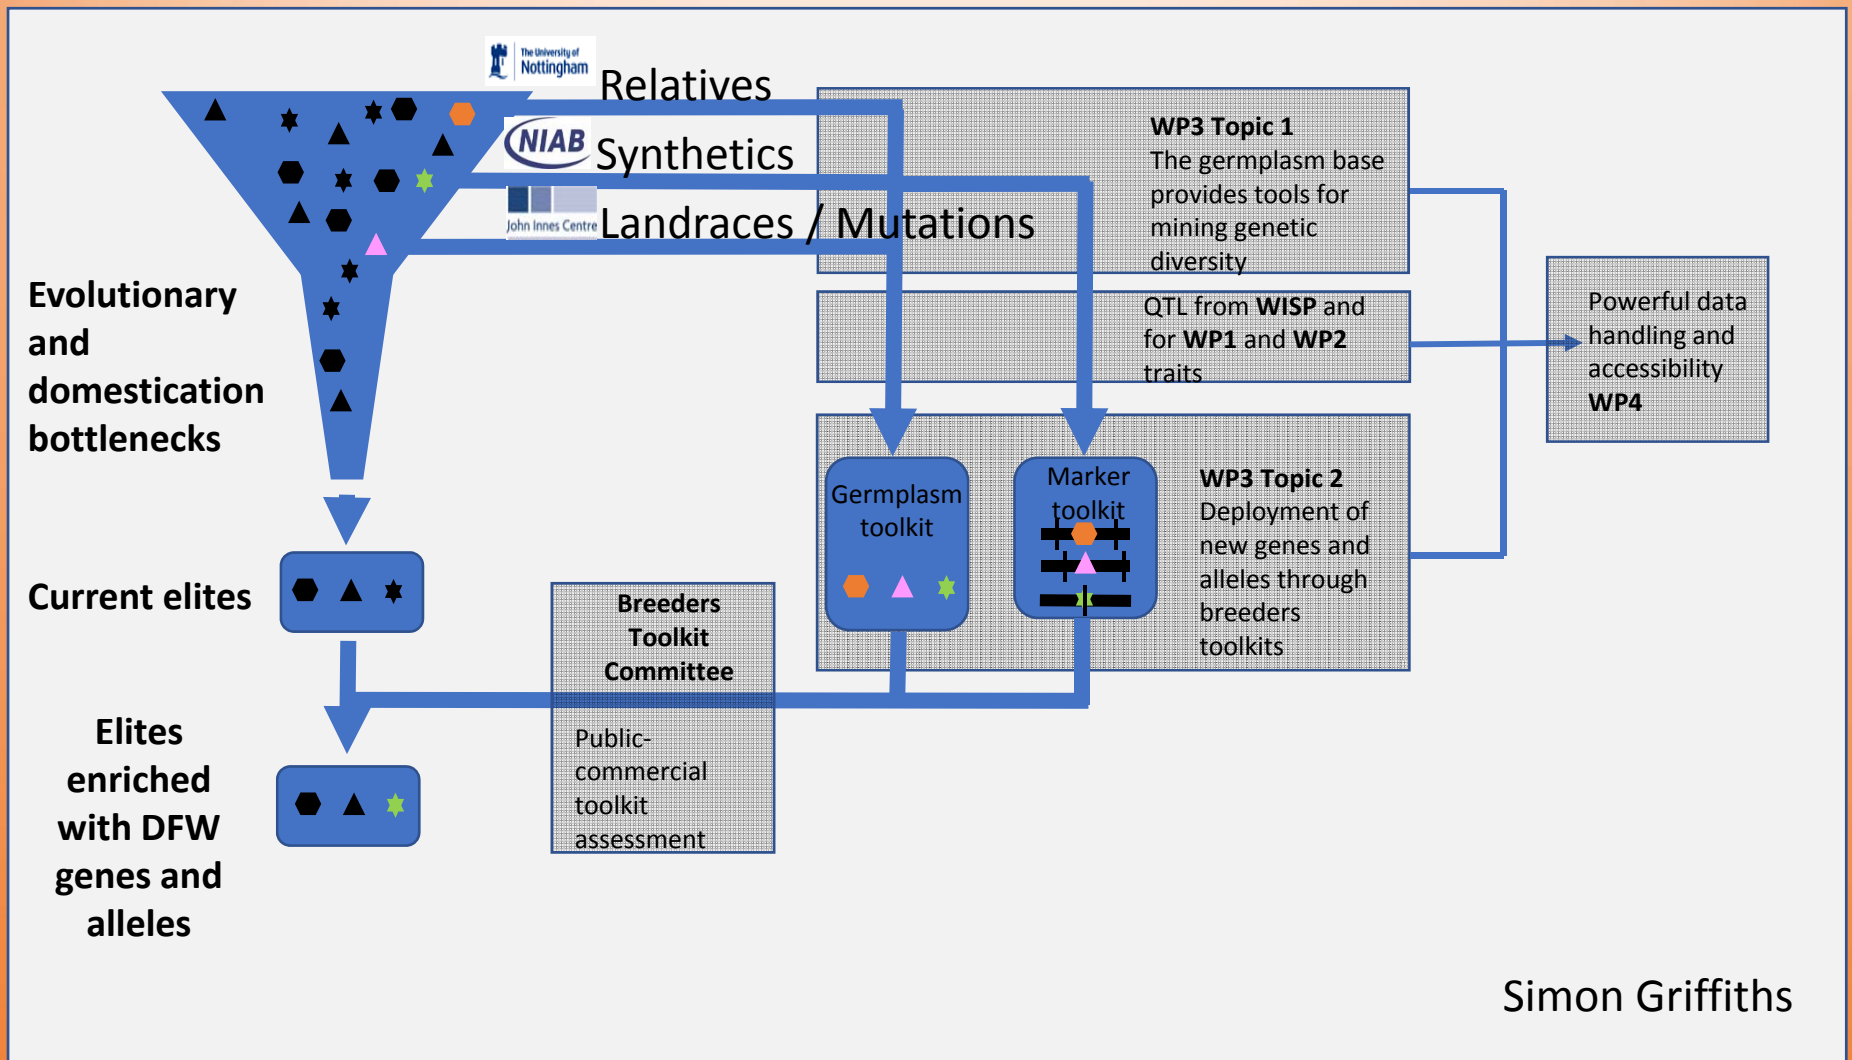 The University of
Nottingham
Relatives
NIAB
Synthetics
John Innes Centre
Landraces / Mutations
Evolutionary
and
domestication
bottlenecks
Current elites
Elites
enriched
with DFW
genes and
alleles
WP3 Topic 1
The germplasm base
provides tools for
mining genetic
diversity
QTL from WISP and
for WP1 and WP2
traits
Powerful data
handling and
accessibility
WP4
Germplasm
toolkit
Marker
toolkit
WP3 Topic 2
Deployment of
new genes and
alleles through
breeders
toolkits
Breeders
Toolkit
Committee
Public-
commercial
toolkit
assessment
Simon Griffiths